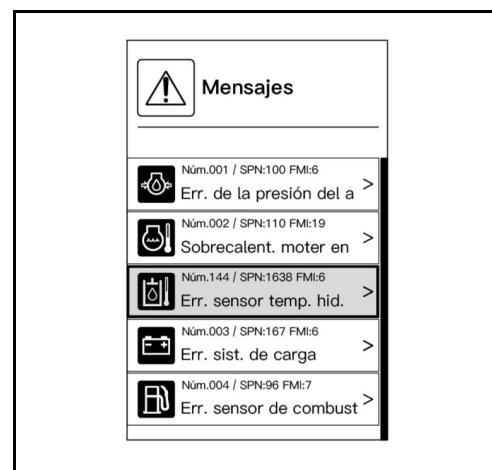 Mensajes
Núm.001 / SPN:100 FMI:6
Err. de la presión del a
>
Núm.002 / SPN:110 FMI:19
Sobrecalent. moter en
>
Núm.144 / SPN:1638 FMI:6
Err. sensor temp. hid.
>
Núm.003 / SPN:167 FMI:6
Err. sist. de carga
>
Núm.004 / SPN:96 FMI:7
Err. sensor de combust
>